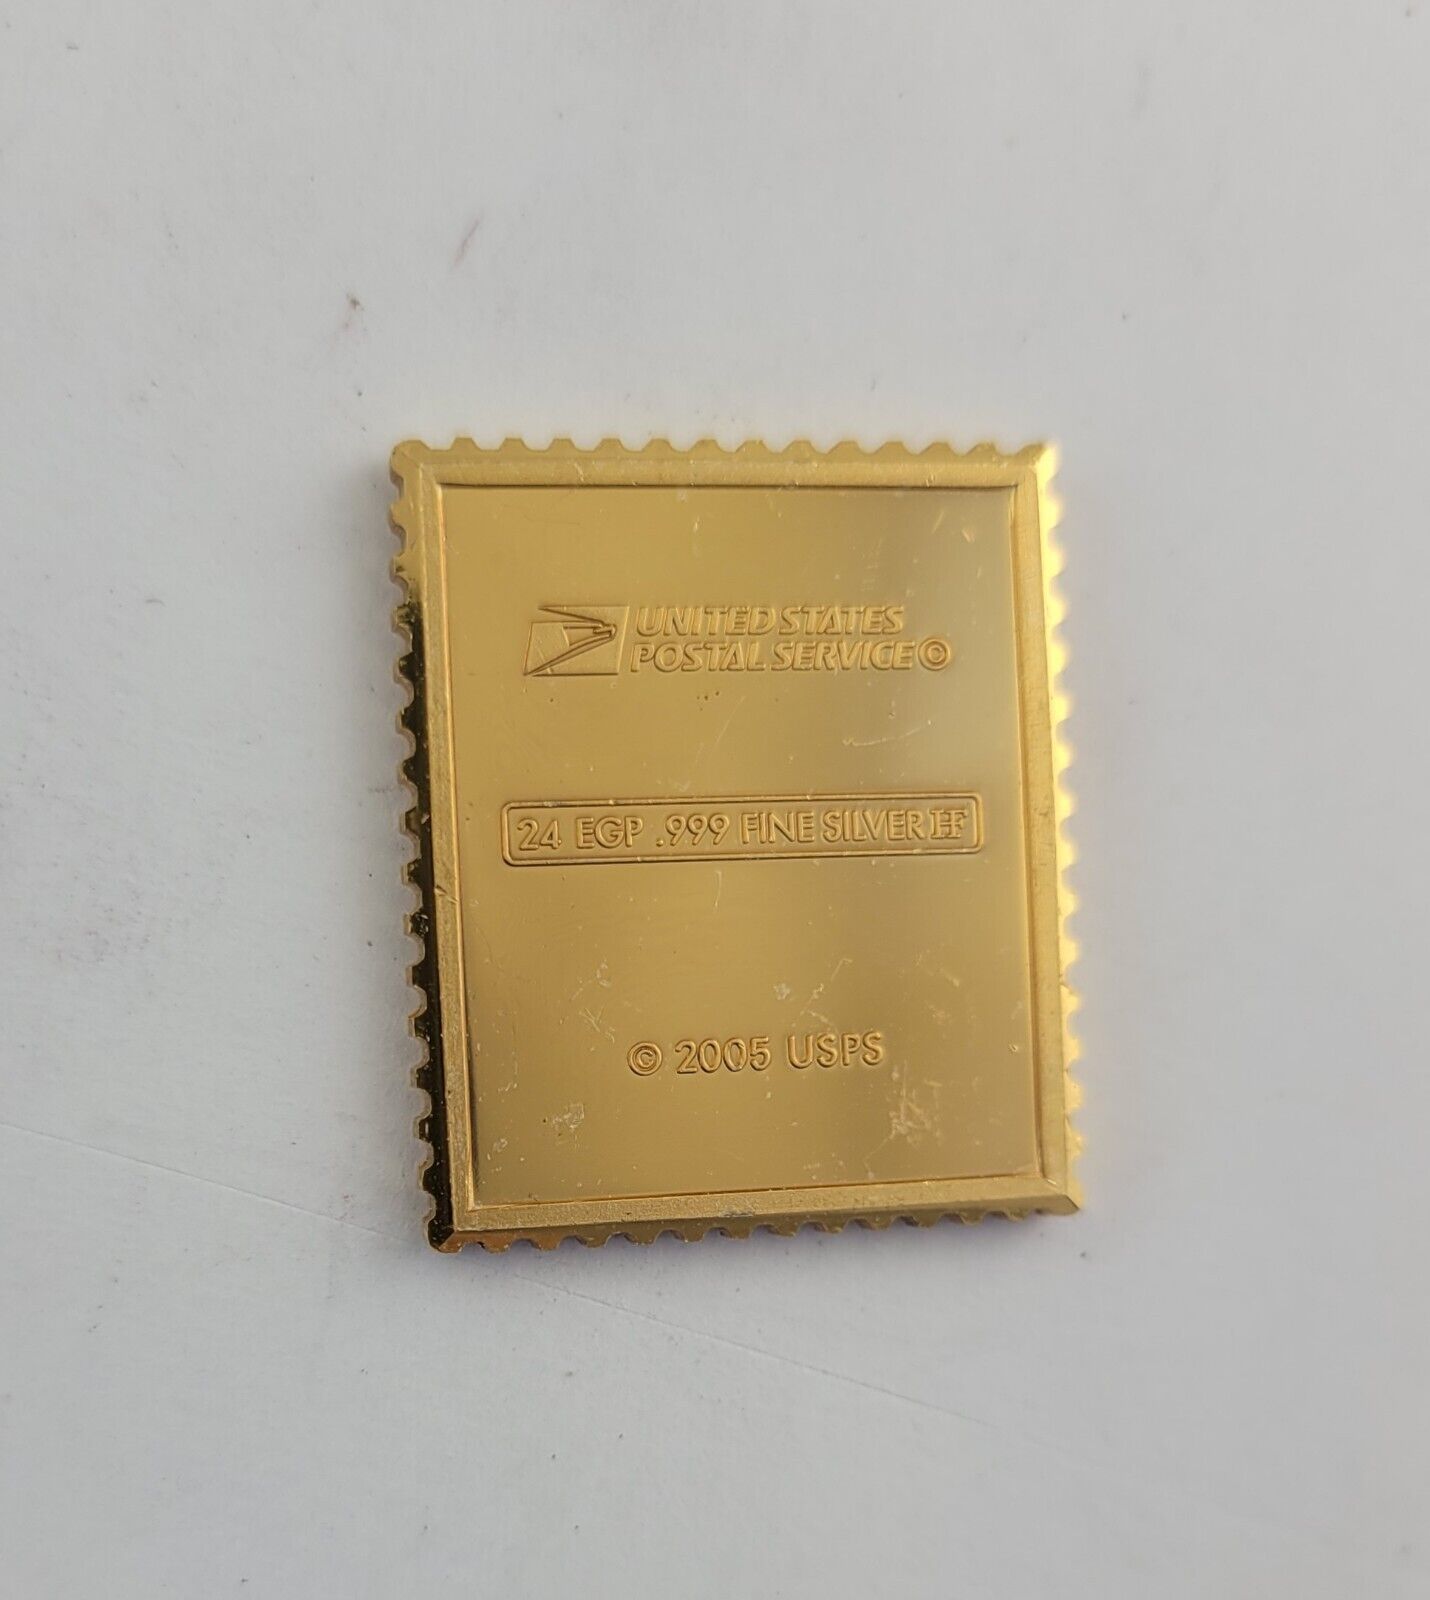 UNITED STATES
POSTAL SERVICE©
24 EGP .999 FINE SILVER HF
© 2005 USPS